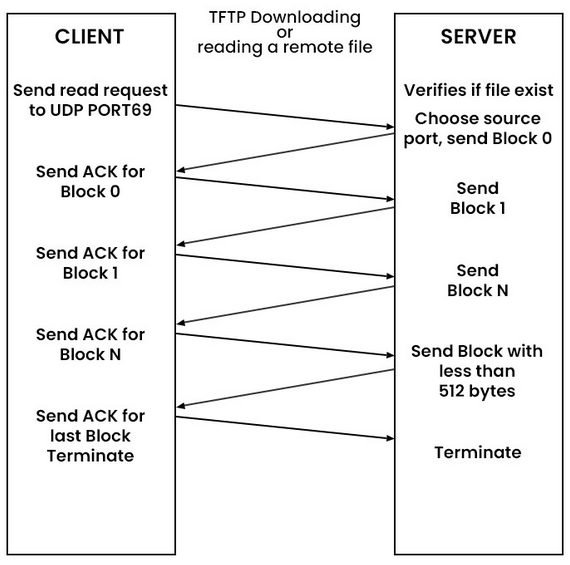 TFTP Downloading
or
reading a remote file
CLIENT
Send read request
to UDP PORT69
Send ACK for
Block 0
Send ACK for
Block 1
Send ACK for
Block N
Send ACK for
last Block
Terminate
SERVER
Verifies if file exist
Choose source
port, send Block 0
Send
Block 1
Send
Block N
Send Block with
less than
512 bytes
Terminate